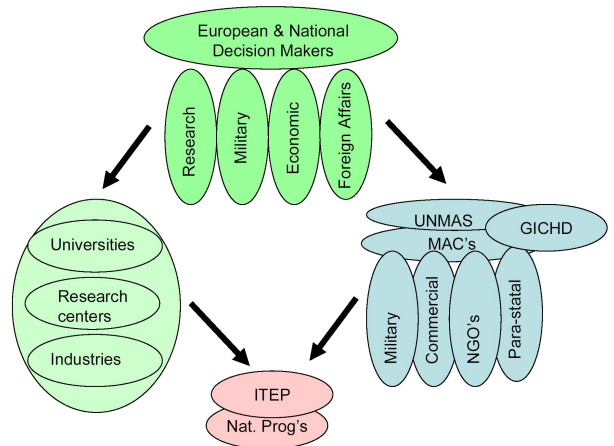 European & National
Decision Makers
Research
Military
Economic
Foreign Affairs
Universities
Research
centers
Industries
UNMAS
GICHD
MAC's
Military
Commercial
NGO's
Para-statal
ITEP
Nat. Prog's